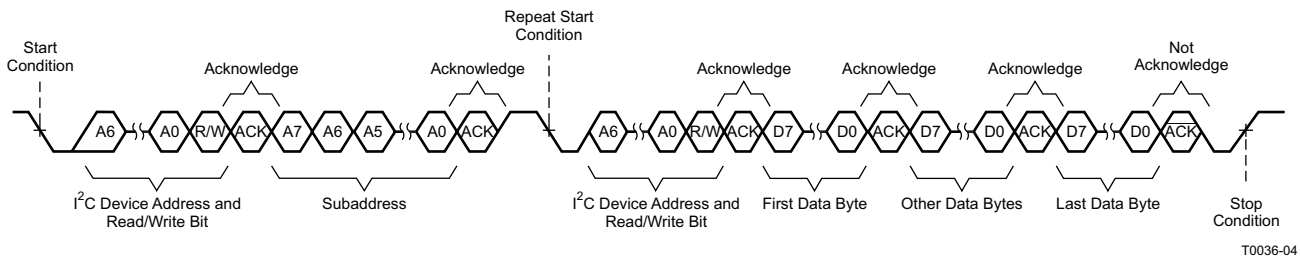 Repeat Start
Condition
Start
Condition
Not
Acknowledge
Acknowledge
Acknowledge
Acknowledge
Acknowledge
Acknowledge
A6 A0 R/W ACK A7 A6 A5 A0 ACK A6 A0 R/W ACK D7 D0 ACK D7 D0 ACK D7 D0 ACK
I2C Device Address and
Read/Write Bit
Subaddress
I2C Device Address and
Read/Write Bit
First Data Byte
Other Data Bytes
Last Data Byte
Stop
Condition
T0036-04